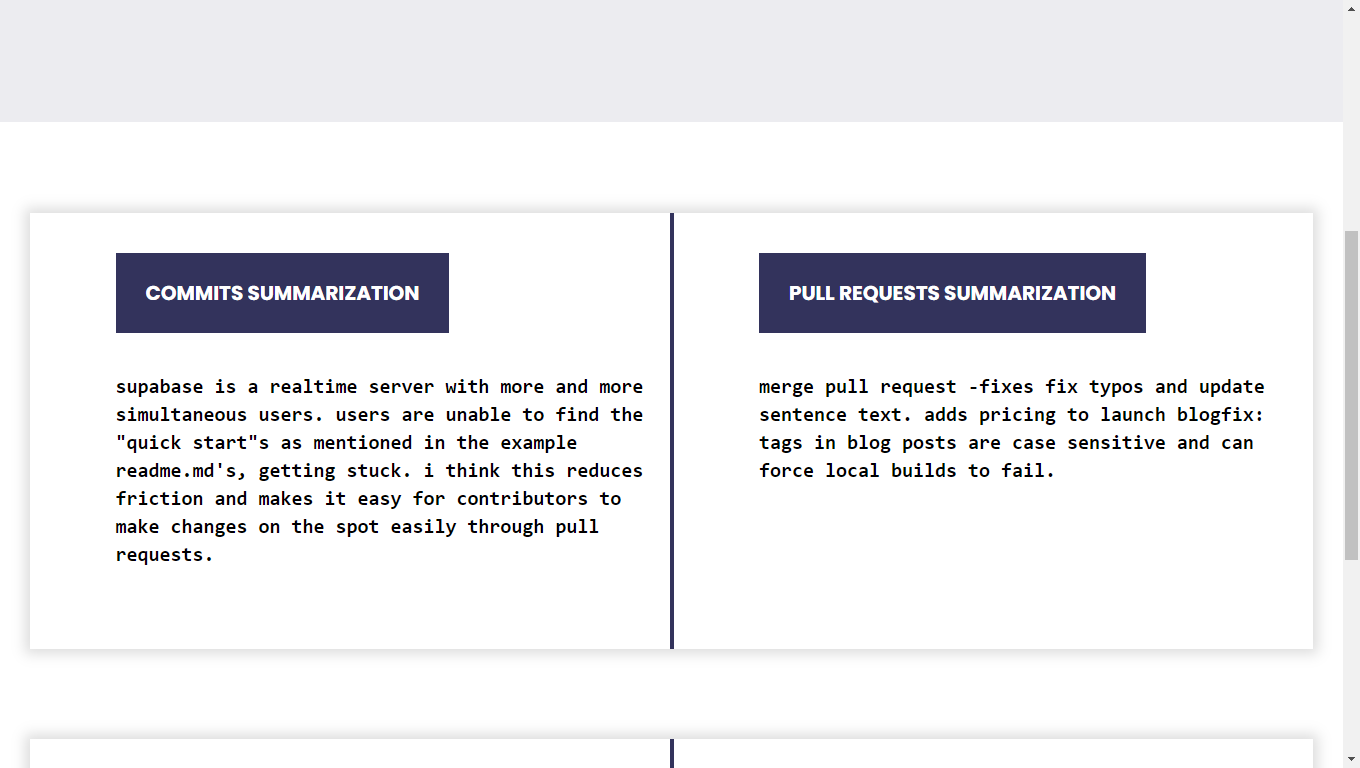 COMMITS SUMMARIZATION
supabase is a realtime server with more and more
simultaneous users. users are unable to find the
"quick start"s as mentioned in the example
readme.md's, getting stuck. i think this reduces
friction and makes it easy for contributors to
make changes on the spot easily through pull
requests.
PULL REQUESTS SUMMARIZATION
merge pull request -fixes fix typos and update
sentence text. adds pricing to launch blogfix:
tags in blog posts are case sensitive and can
force local builds to fail.